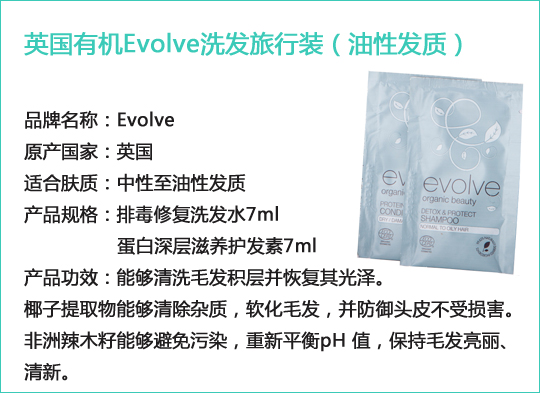 英国有机Evolve洗发旅行装（油性发质）
品牌名称：Evolve
原产国家：英国
适合肤质：中性至油性发质
产品规格：排毒修复洗发水7ml
蛋白深层滋养护发素7ml
产品功效：能够清洗毛发积层并恢复其光泽。
椰子提取物能够清除杂质，软化毛发，并防御头皮不受损害。
非洲辣木籽能够避免污染，重新平衡pH 值，保持毛发亮丽、
清新。
evolve
organic beauty
DETOX & PROTECT
SHAMPOO
NORMAL TO OILY HAIR
PROTEIN
COND
DRY